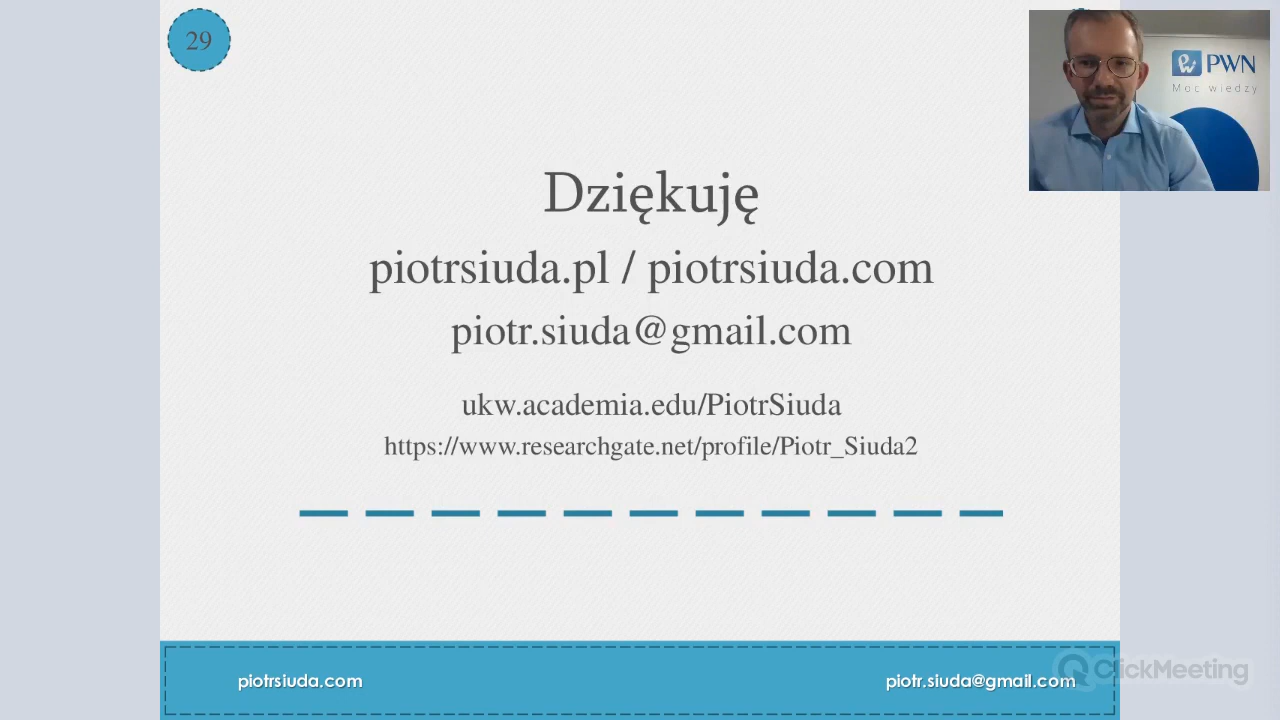 29
PWN
Moc wiedzy
Dziękuję
piotrsiuda.pl / piotrsiuda.com
piotr.siuda@gmail.com
ukw.academia.edu/PiotrSiuda
https://www.researchgate.net/profile/Piotr_Siuda2
piotrsiuda.com
piotr.siuda@gmail.com
ClickMeeting